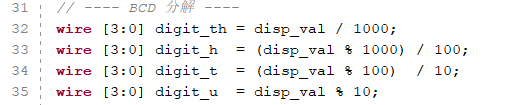 31 // ---- BCD 分解 ----
32 wire [3:0] digit_th = disp_val / 1000;
33 wire [3:0] digit_h  = (disp_val % 1000) / 100;
34 wire [3:0] digit_t  = (disp_val % 100)  / 10;
35 wire [3:0] digit_u  = disp_val % 10;